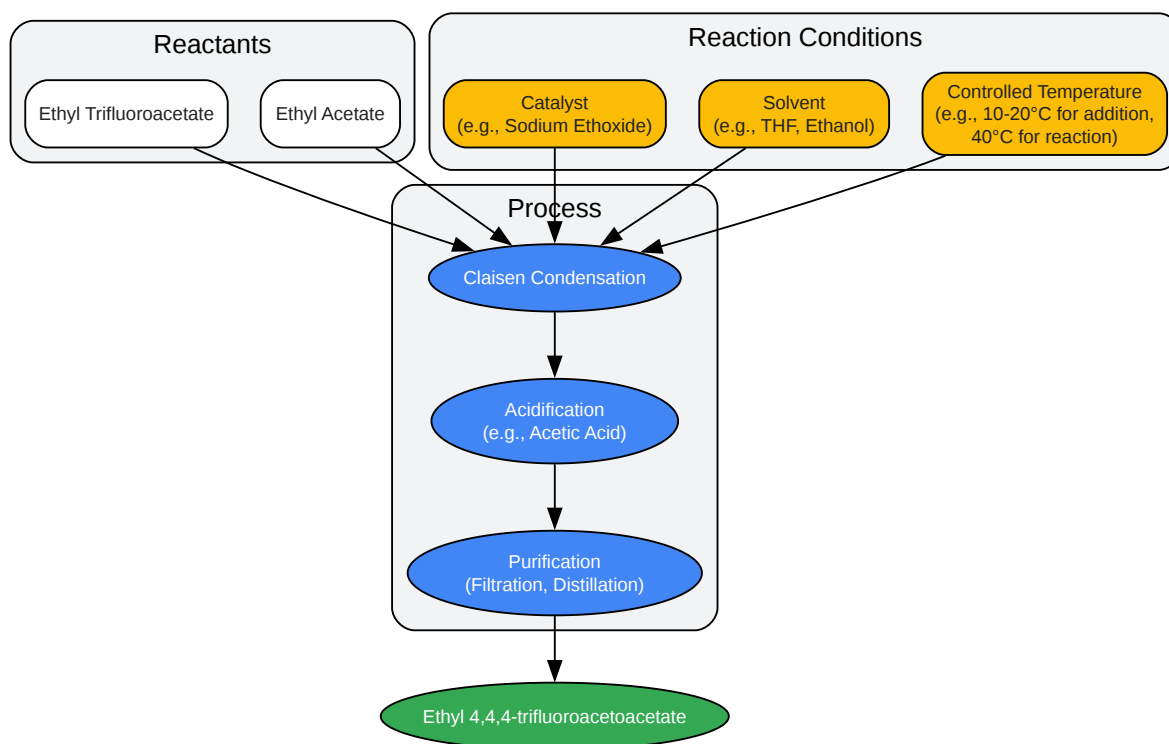 Reactants
Reaction Conditions
Ethyl Trifluoroacetate
Ethyl Acetate
Catalyst
(e.g., Sodium Ethoxide)
Solvent
(e.g., THF, Ethanol)
Controlled Temperature
(e.g., 10-20°C for addition,
40°C for reaction)
Process
Claisen Condensation
Acidification
(e.g., Acetic Acid)
Purification
(Filtration, Distillation)
Ethyl 4,4,4-trifluoroacetoacetate